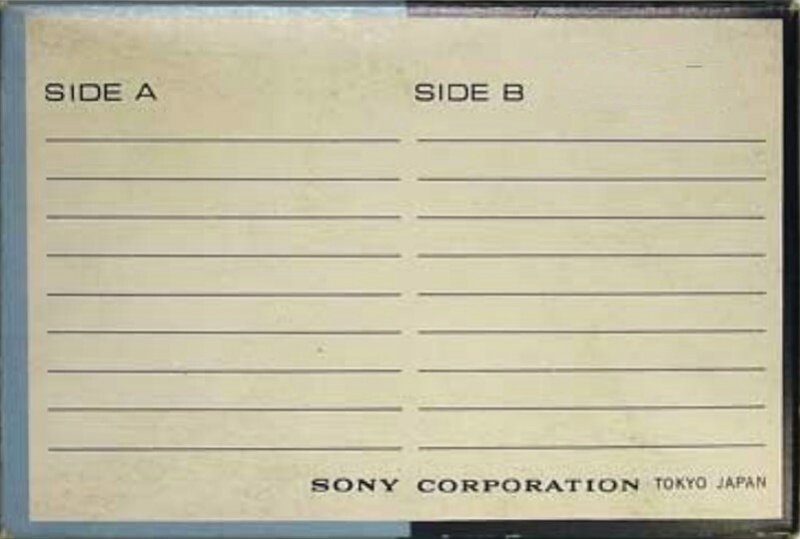 SIDE A
SIDE B
SONY CORPORATION TOKYO JAPAN